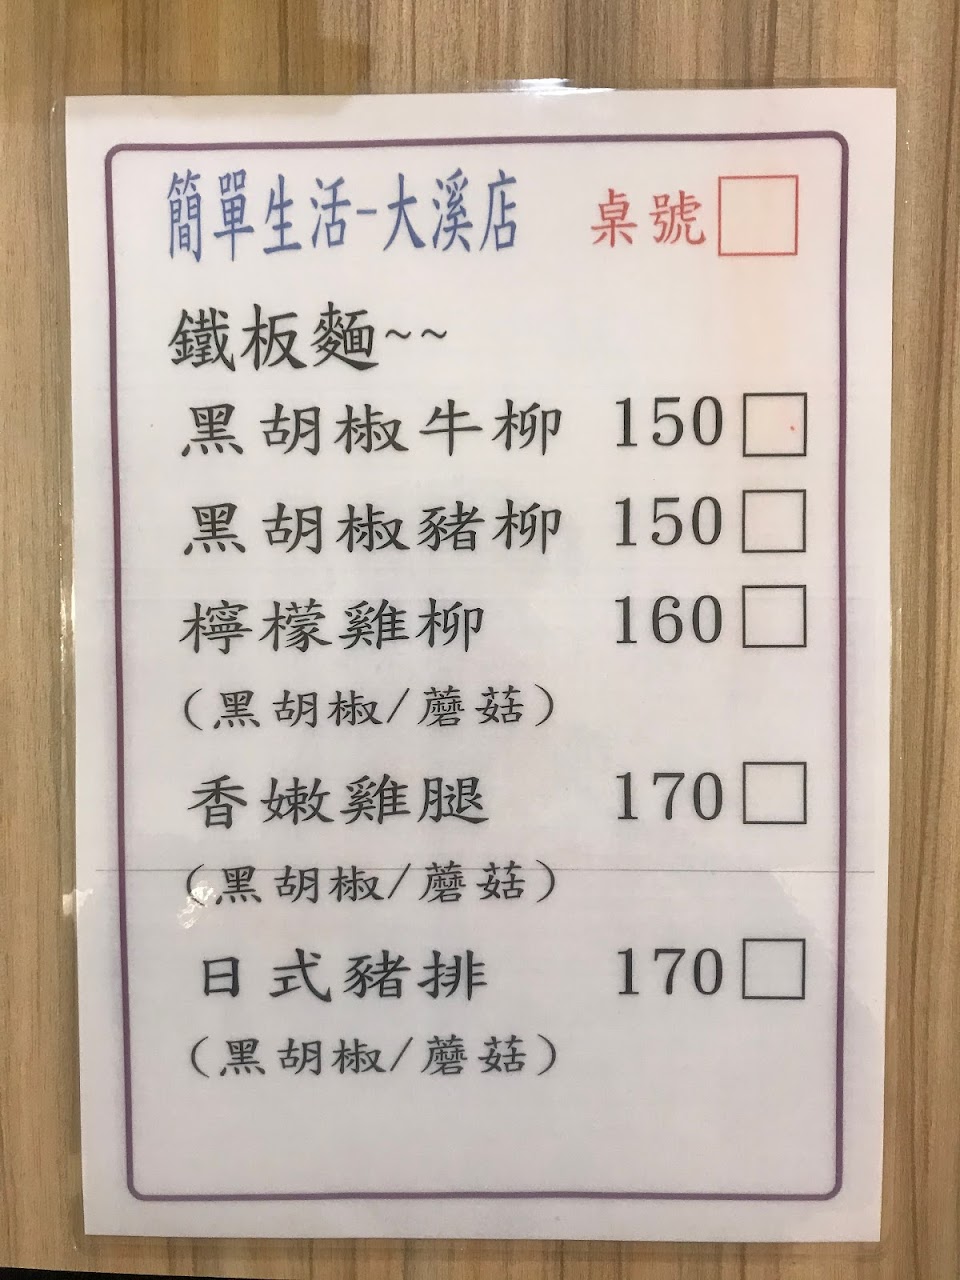 簡單生活-大溪店 桌號
鐵板麵~~
黑胡椒牛柳 150
黑胡椒豬柳 150
檸檬雞柳 160
(黑胡椒/蘑菇)
香嫩雞腿 170
(黑胡椒/蘑菇)
日式豬排 170
(黑胡椒/蘑菇)